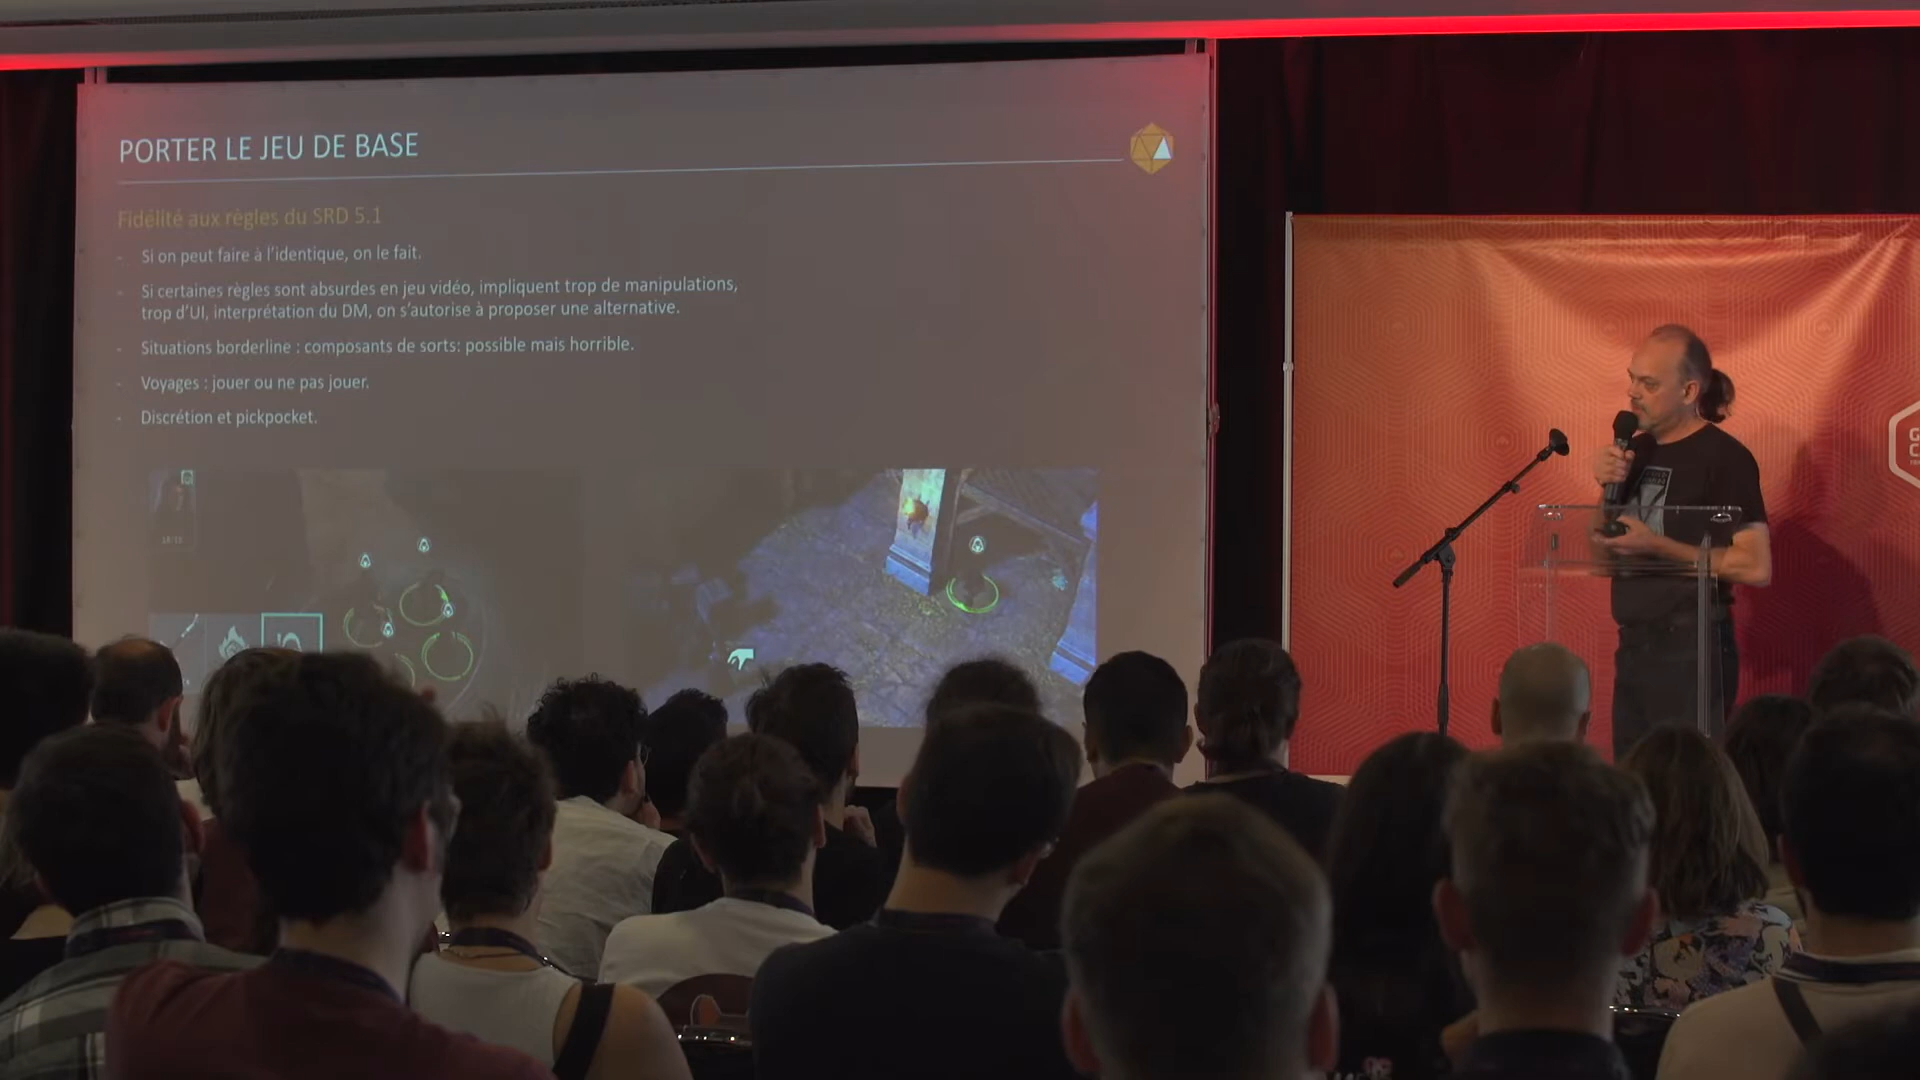 PORTER LE JEU DE BASE
Fidélité aux règles du SRD 5.1
- Si on peut faire à l'identique, on le fait.
- Si certaines règles sont absurdes en jeu vidéo, impliquent trop de manipulations,
trop d'UI, interprétation du DM, on s'autorise à proposer une alternative.
- Situations borderline : composants de sorts: possible mais horrible.
- Voyages : jouer ou ne pas jouer.
- Discrétion et pickpocket.